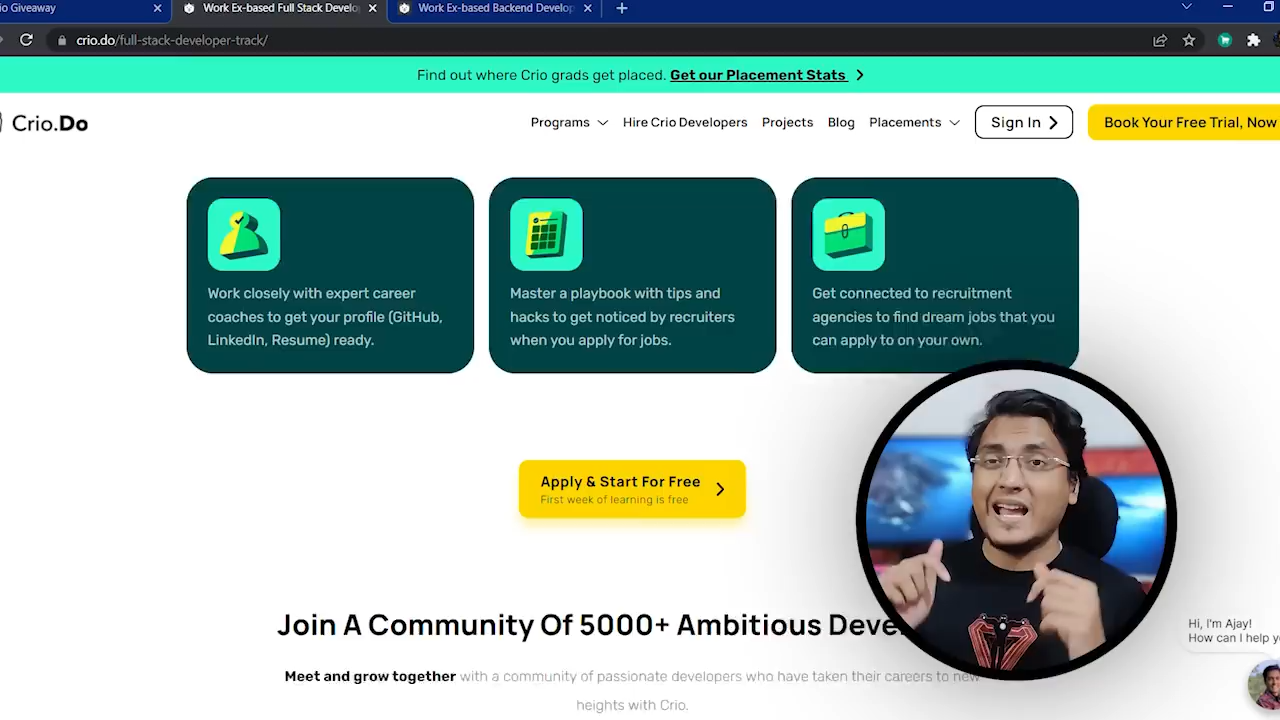 io Giveaway
Work Ex-based Full Stack Develo
Work Ex-based Backend Develop
crio.do/full-stack-developer-track/
Find out where Crio grads get placed. Get our Placement Stats
Crio.Do
Programs
Hire Crio Developers
Projects
Blog
Placements
Sign In
Book Your Free Trial, Now
Work closely with expert career
coaches to get your profile (GitHub,
LinkedIn, Resume) ready.
Master a playbook with tips and
hacks to get noticed by recruiters
when you apply for jobs.
Get connected to recruitment
agencies to find dream jobs that you
can apply to on your own.
Apply & Start For Free
First week of learning is free
Join A Community Of 5000+ Ambitious Deve
Meet and grow together with a community of passionate developers who have taken their careers to new
heights with Crio.
Hi, I'm Ajay!
How can I help y